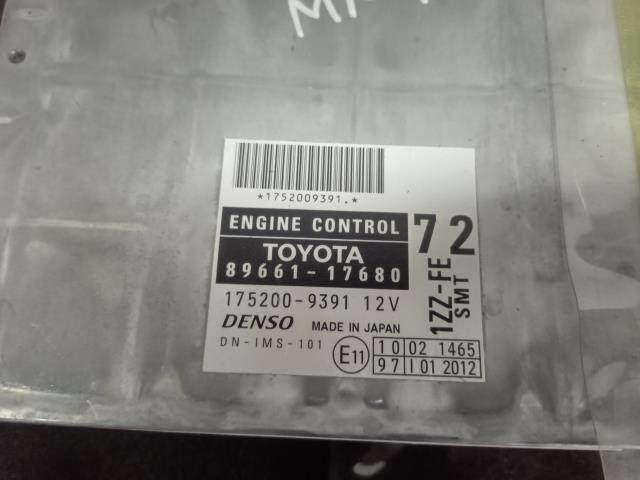 *1752009391.*
ENGINE CONTROL
TOYOTA
89661-17680
72
1ZZ-FE
SMT
175200-9391 12V
DENSO MADE IN JAPAN
DN-IMS-101
E11
10 02 1465
97 I 01 2012